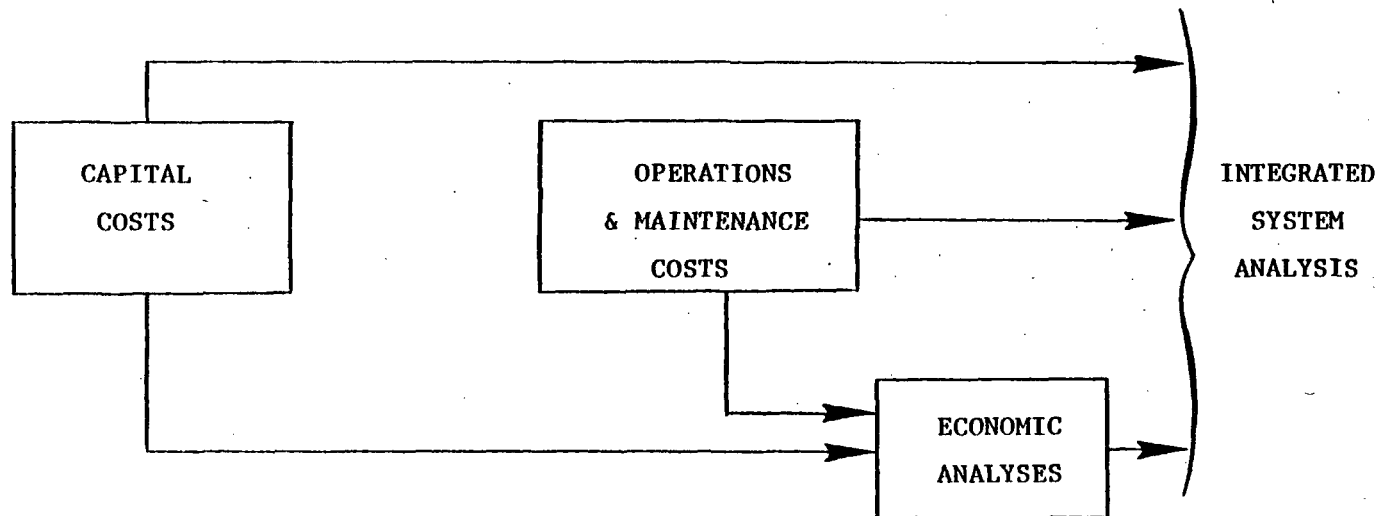 CAPITAL
COSTS
OPERATIONS
& MAINTENANCE
COSTS
INTEGRATED
SYSTEM
ANALYSIS
ECONOMIC
ANALYSES